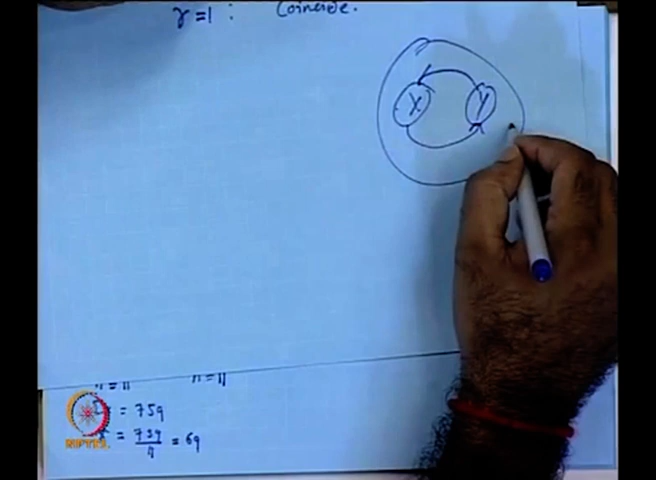 γ = 1 : Coincide.
X Y
n = 11 n = 11
= 759
= 759/11 = 69
NPTEL